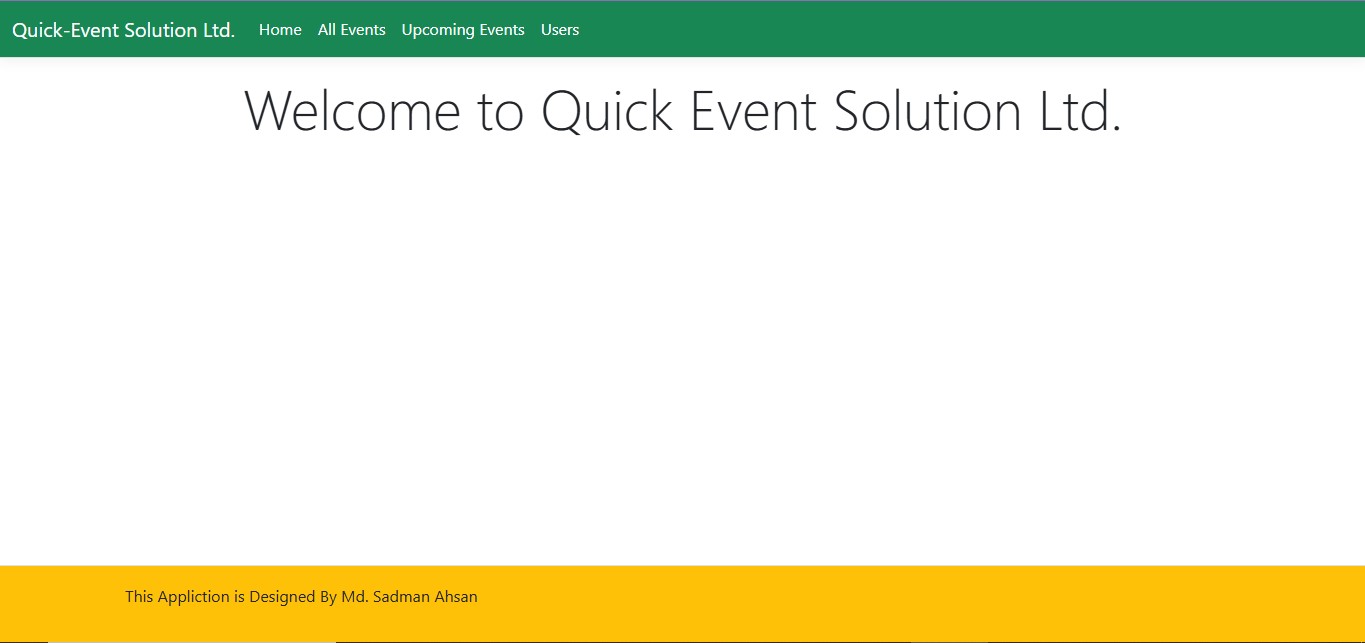 Quick-Event Solution Ltd. Home All Events Upcoming Events Users
Welcome to Quick Event Solution Ltd.
This Appliction is Designed By Md. Sadman Ahsan